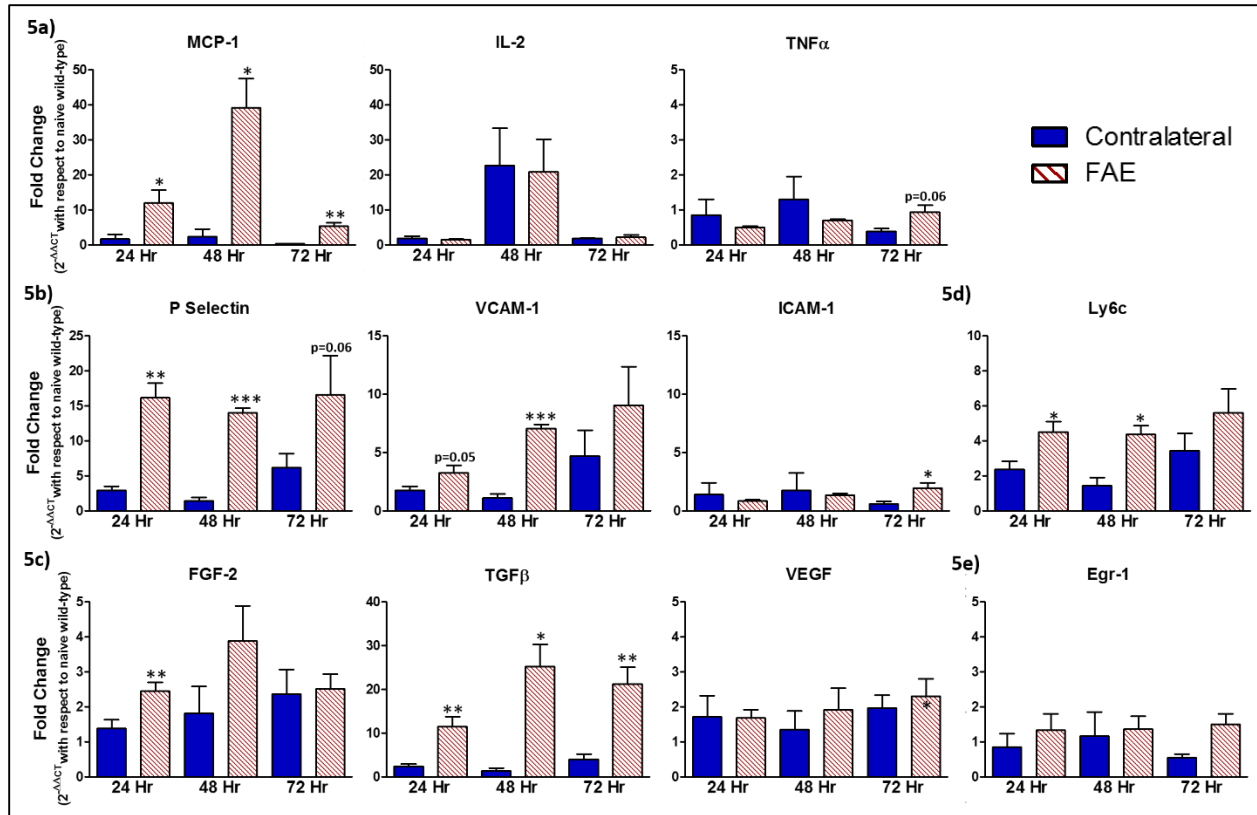 5a)
MCP-1
IL-2
TNFα
Fold Change
(2^-ΛΛCT with respect to naive wild-type)
50
40
30
20
10
0
*
*
**
24 Hr 48 Hr 72 Hr
50
40
30
20
10
0
24 Hr 48 Hr 72 Hr
5
4
3
2
1
0
p=0.06
24 Hr 48 Hr 72 Hr
Contralateral
FAE
5b)
P Selectin
VCAM-1
ICAM-1
5d)
Ly6c
Fold Change
(2^-ΛΛCT with respect to naive wild-type)
25
20
15
10
5
0
**
***
p=0.06
24 Hr 48 Hr 72 Hr
15
10
5
0
p=0.05
***
24 Hr 48 Hr 72 Hr
15
10
5
0
*
24 Hr 48 Hr 72 Hr
10
8
6
4
2
0
*
*
24 Hr 48 Hr 72 Hr
5c)
FGF-2
TGFβ
VEGF
5e)
Egr-1
Fold Change
(2^-ΛΛCT with respect to naive wild-type)
5
4
3
2
1
0
**
24 Hr 48 Hr 72 Hr
40
30
20
10
0
**
*
**
24 Hr 48 Hr 72 Hr
5
4
3
2
1
0
*
24 Hr 48 Hr 72 Hr
5
4
3
2
1
0
24 Hr 48 Hr 72 Hr